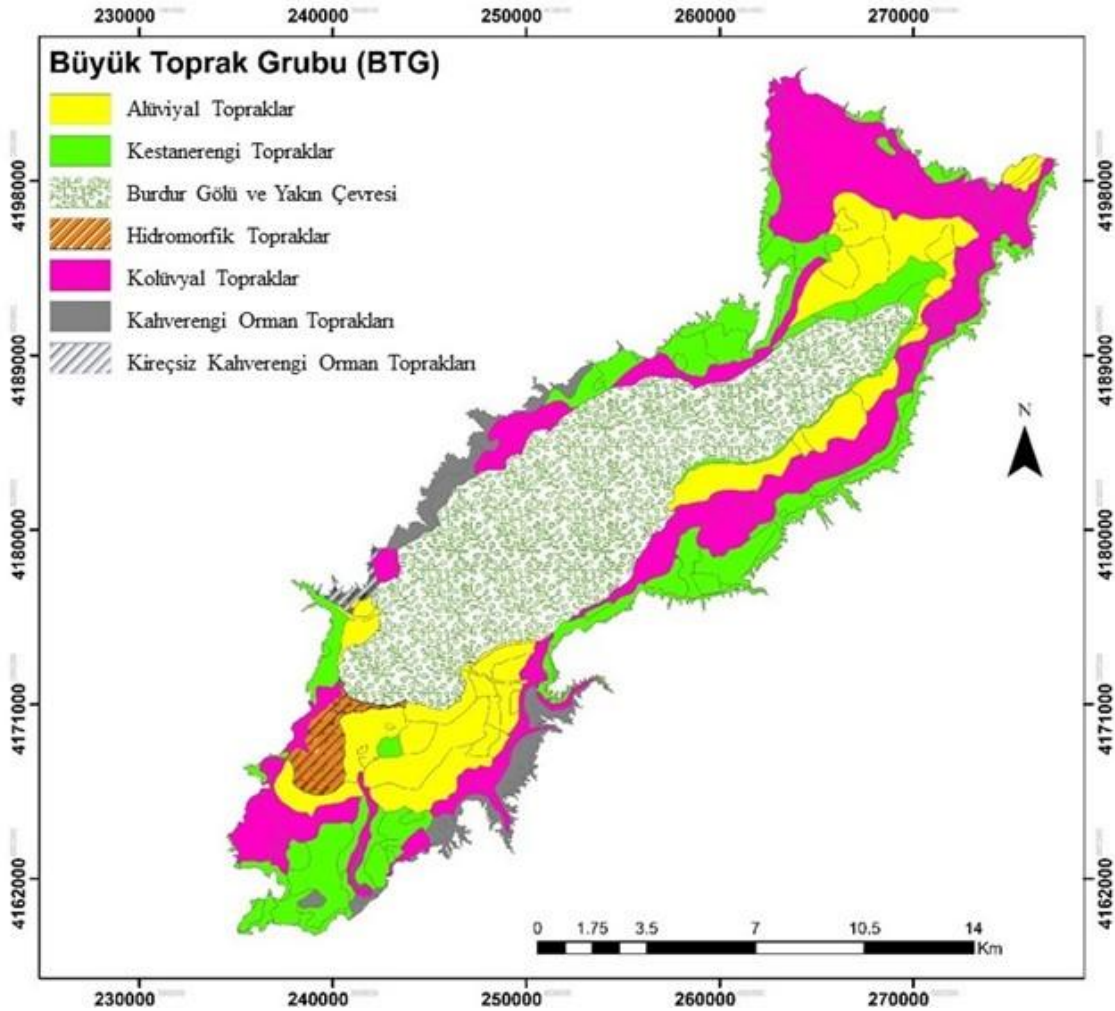 230000 240000 250000 260000 270000
Büyük Toprak Grubu (BTG)
Alüviyal Topraklar
Kestanerengi Topraklar
Burdur Gölü ve Yakın Çevresi
Hidromorfik Topraklar
Kolüvyal Topraklar
Kahverengi Orman Toprakları
Kireçsiz Kahverengi Orman Toprakları
4198000 4198000
4189000 4189000
N
4180000 4180000
4171000 4171000
4162000 4162000
0 1.75 3.5 7 10.5 14
Km
230000 240000 250000 260000 270000